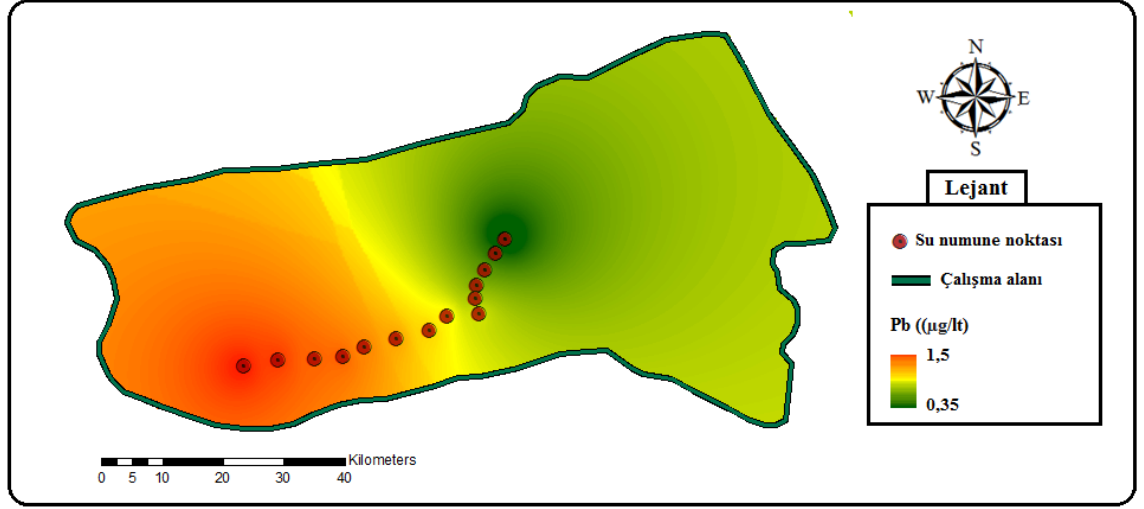 N
W E
S
Lejant
Su numune noktası
Çalışma alanı
Pb ((µg/lt)
1,5
0,35
Kilometers
0 5 10 20 30 40